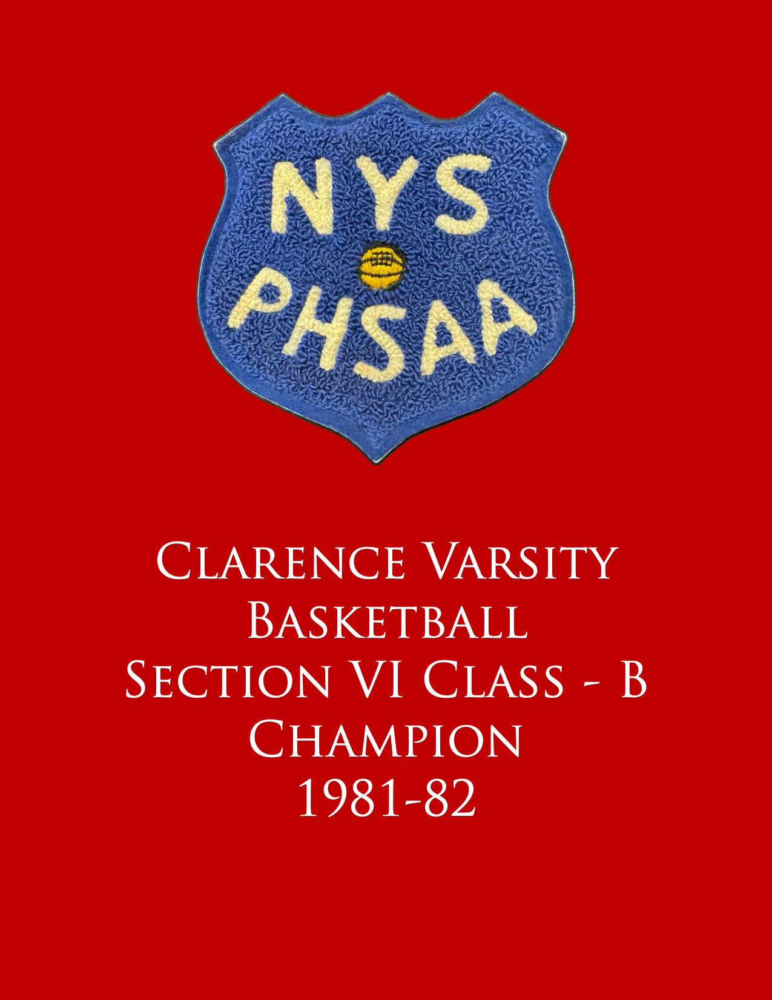 NYS
PHSAA
Clarence Varsity
Basketball
Section VI Class - B
Champion
1981-82